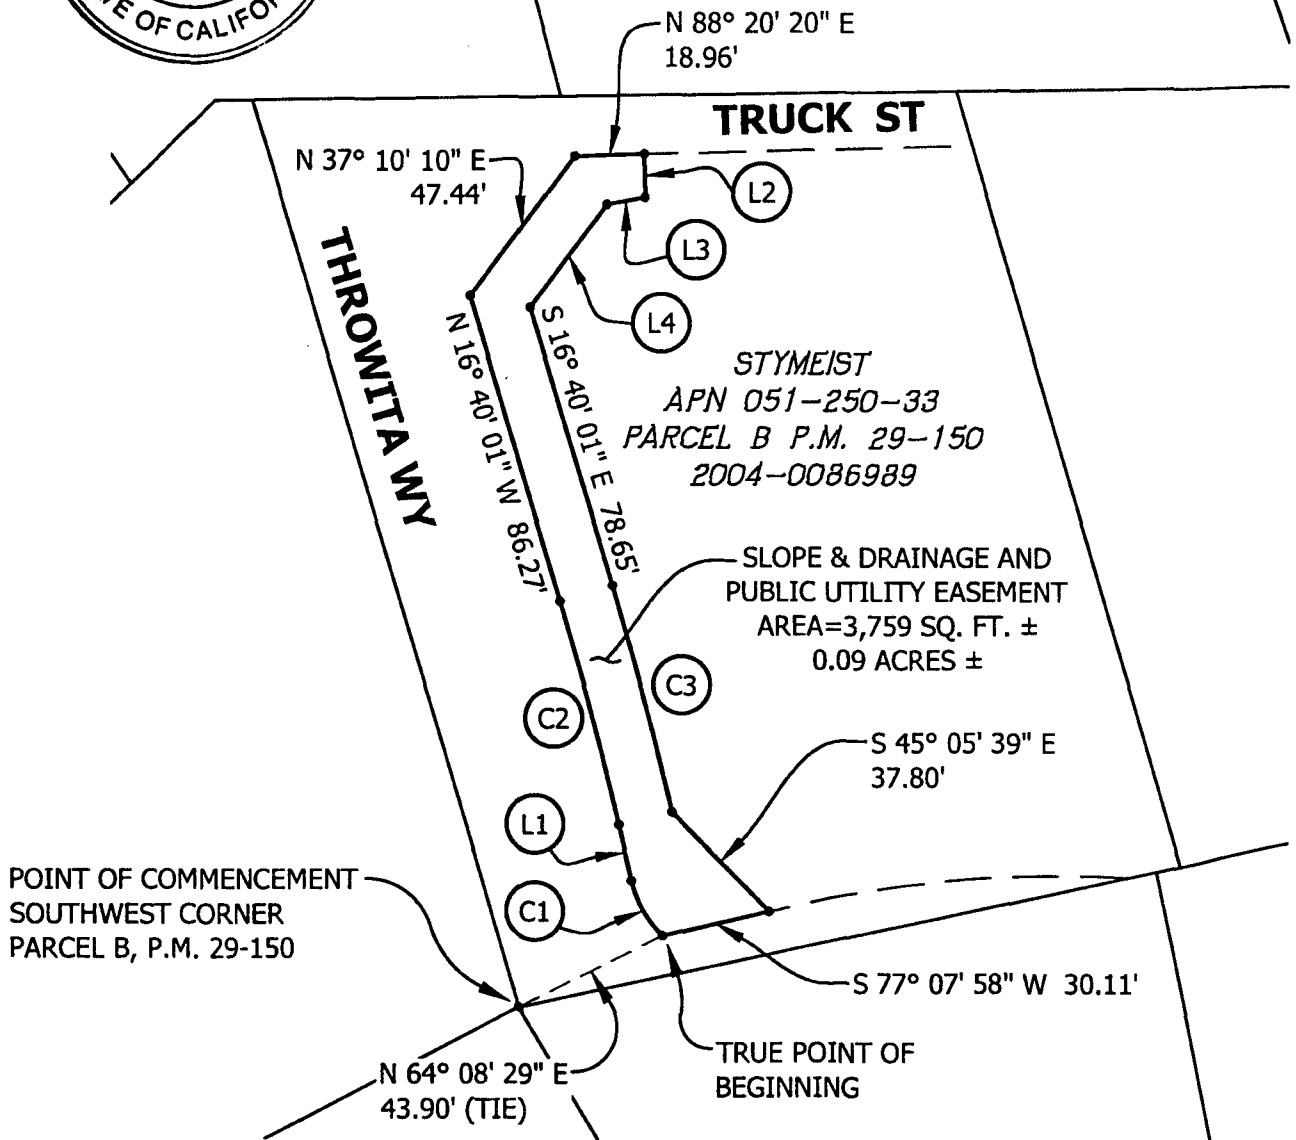 E OF CALIFO
N 88° 20' 20" E
18.96'
TRUCK ST
N 37° 10' 10" E
47.44'
L2
L3
L4
THROWITA WY
N 16° 40' 01" W 86.27'
S 16° 40' 01" E 78.65'
STYMEIST
APN 051-250-33
PARCEL B P.M. 29-150
2004-0086989
SLOPE & DRAINAGE AND
PUBLIC UTILITY EASEMENT
AREA=3,759 SQ. FT. ±
0.09 ACRES ±
C3
C2
S 45° 05' 39" E
37.80'
L1
C1
POINT OF COMMENCEMENT
SOUTHWEST CORNER
PARCEL B, P.M. 29-150
S 77° 07' 58" W 30.11'
TRUE POINT OF
BEGINNING
N 64° 08' 29" E
43.90' (TIE)